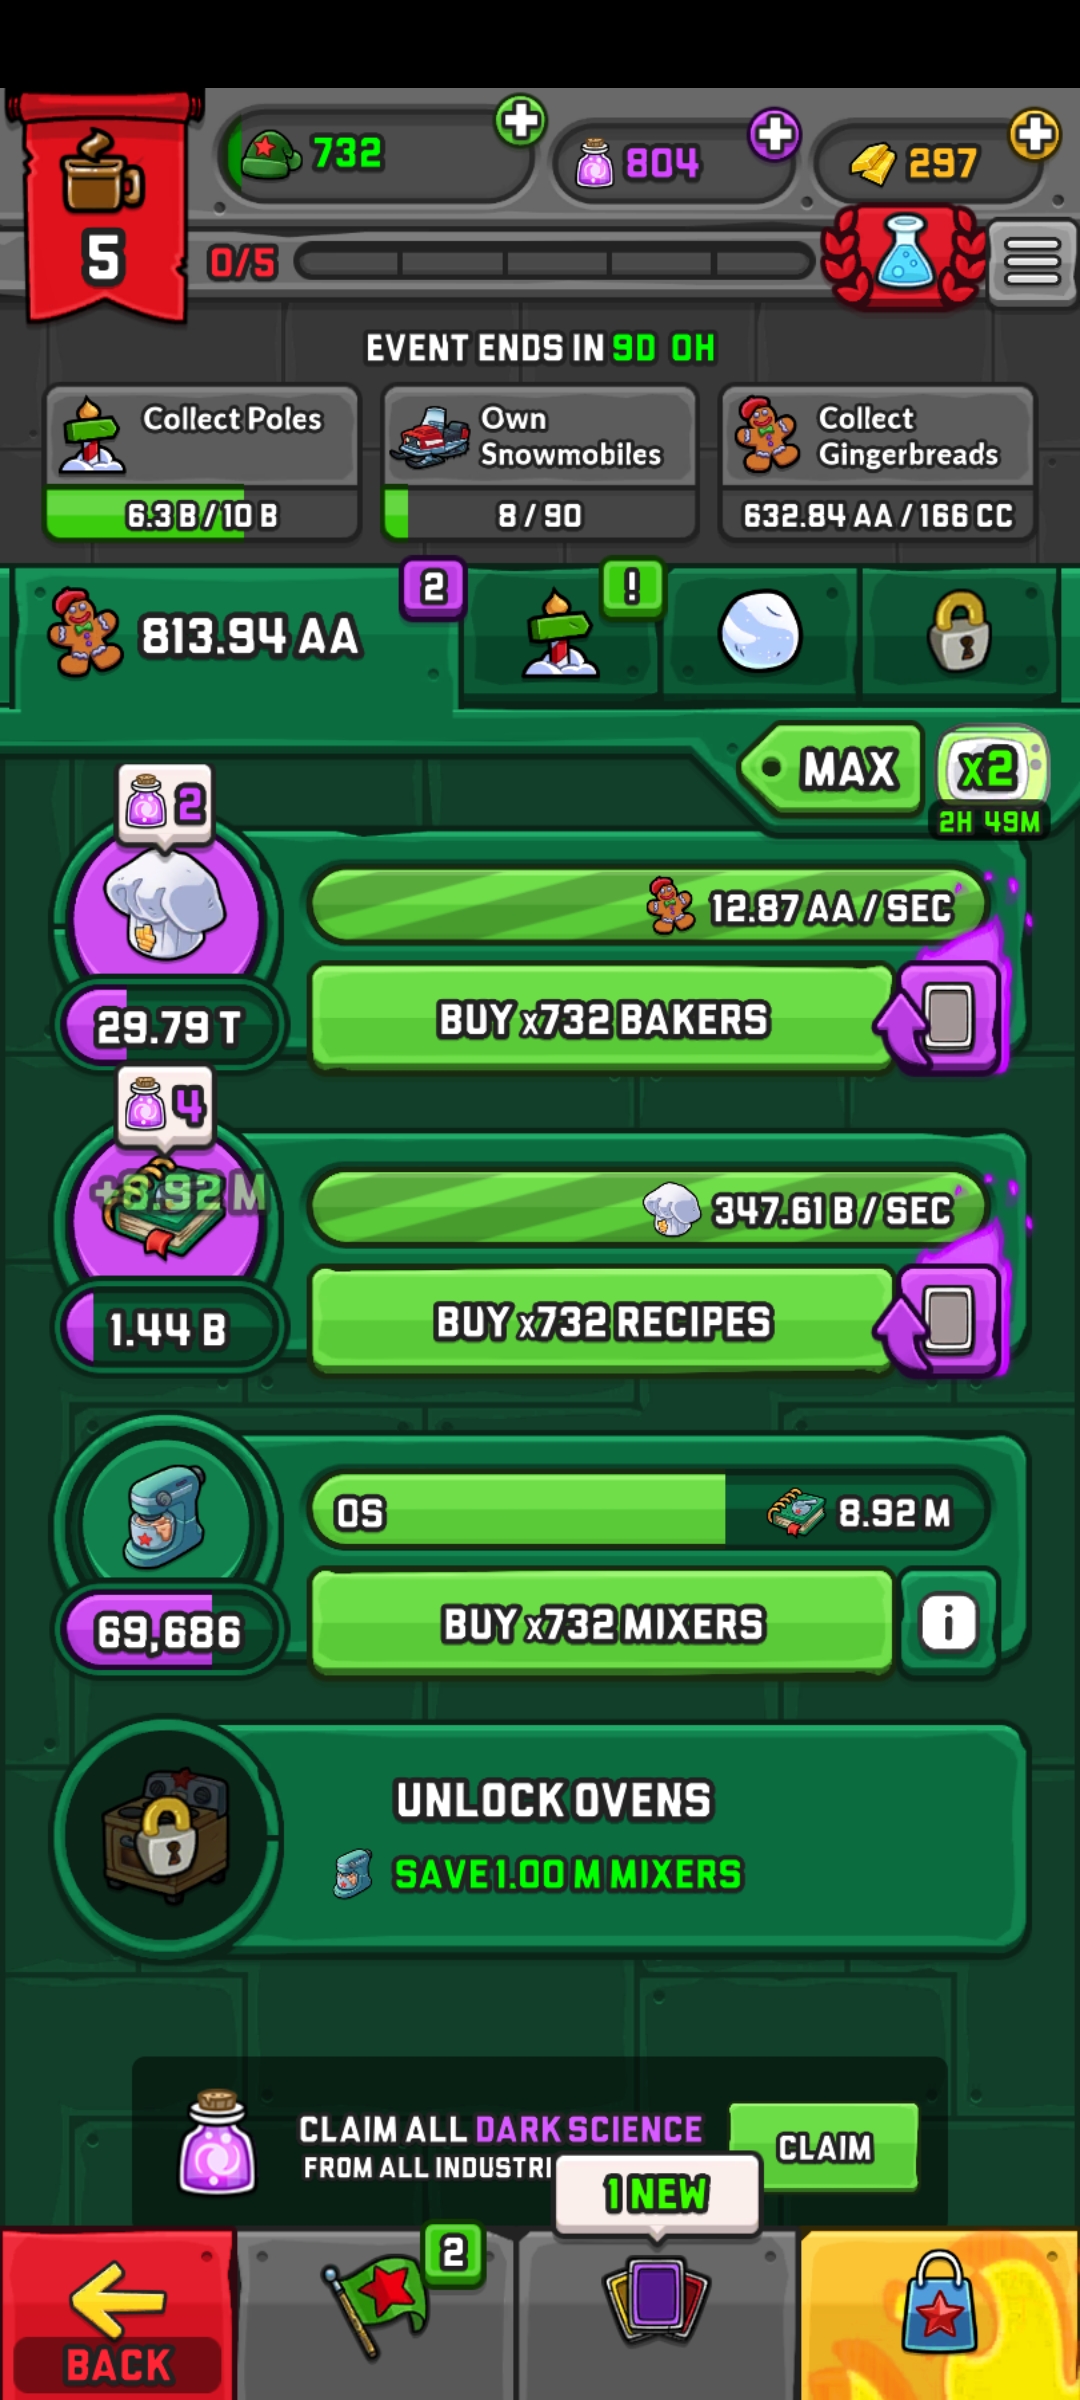 732
804
297
5
0/5
EVENT ENDS IN 9D 0H
Collect Poles
6.3 B / 10 B
Own
Snowmobiles
8 / 90
Collect
Gingerbreads
632.84 AA / 166 CC
813.94 AA
2
!
MAX
x2
2H 49M
2
12.87 AA / SEC
29.79 T
BUY x732 BAKERS
4
+8.92 M
347.61 B / SEC
1.44 B
BUY x732 RECIPES
0S
8.92 M
69,686
BUY x732 MIXERS
i
UNLOCK OVENS
SAVE 1.00 M MIXERS
CLAIM ALL DARK SCIENCE
FROM ALL INDUSTRI
CLAIM
1 NEW
2
BACK